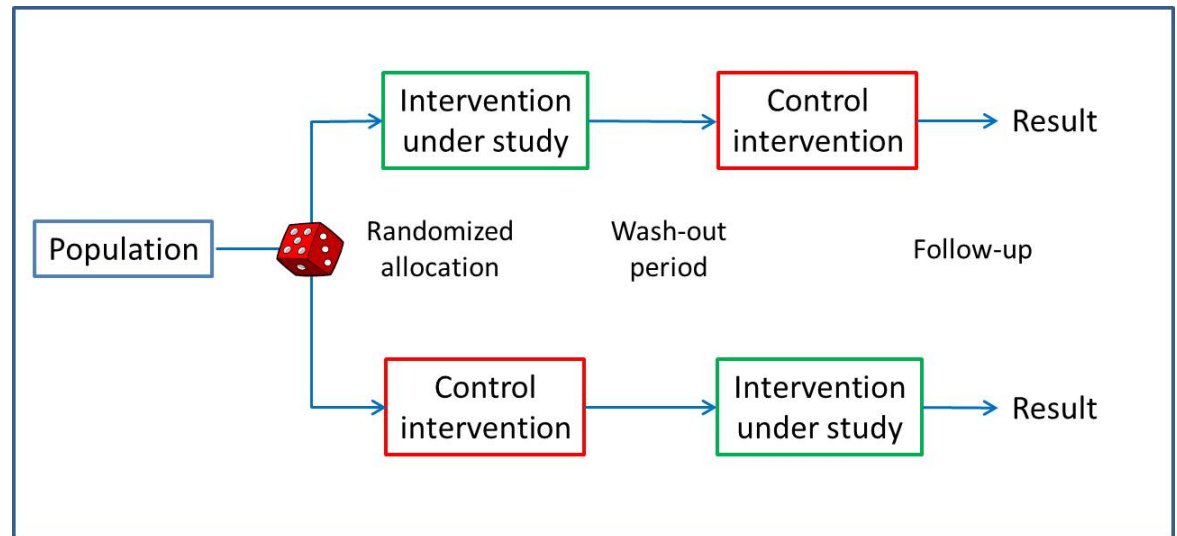 Intervention
under study
Control
intervention
Result
Population
Randomized
allocation
Wash-out
period
Follow-up
Control
intervention
Intervention
under study
Result